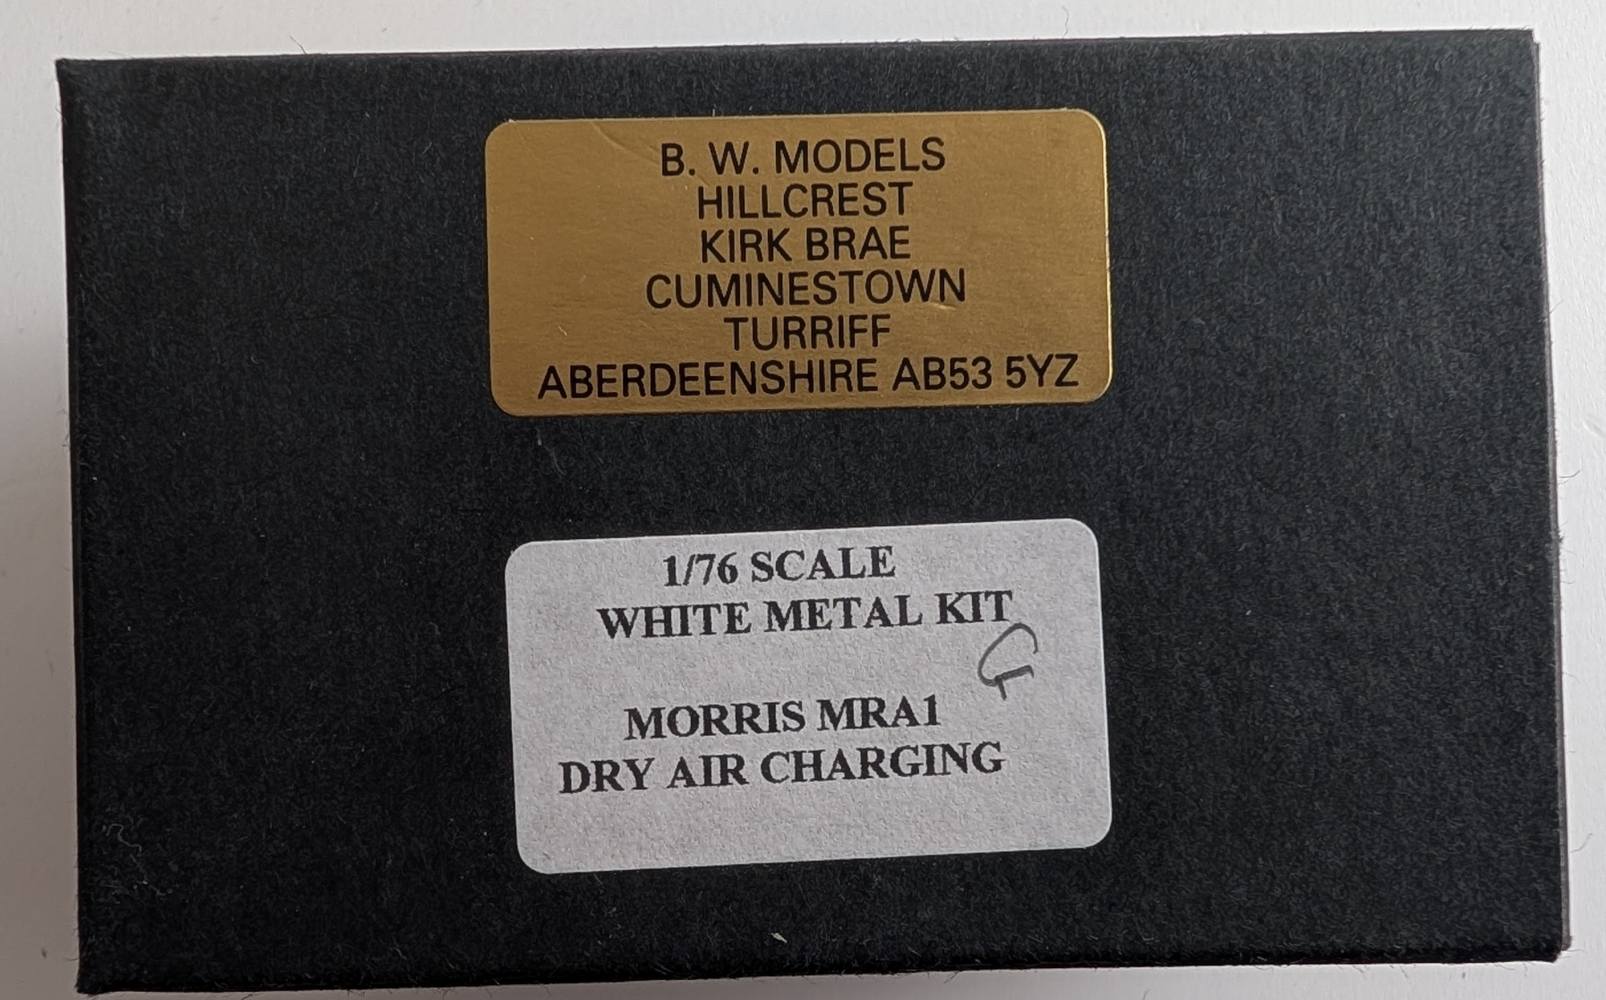 B. W. MODELS
HILLCREST
KIRK BRAE
CUMINESTOWN
TURRIFF
ABERDEENSHIRE AB53 5YZ
1/76 SCALE
WHITE METAL KIT
G
MORRIS MRA1
DRY AIR CHARGING